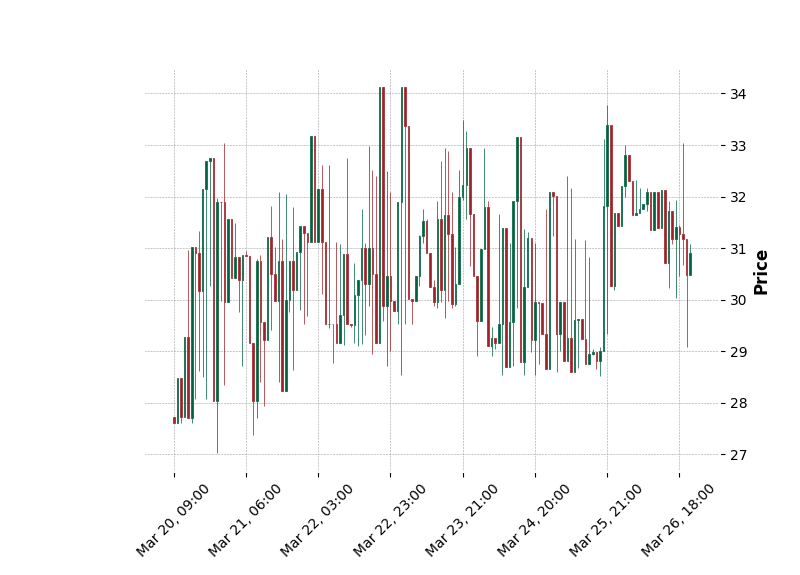 34
33
32
31
30
29
28
27
Price
Mar 20, 09:00
Mar 21, 06:00
Mar 22, 03:00
Mar 22, 23:00
Mar 23, 21:00
Mar 24, 20:00
Mar 25, 21:00
Mar 26, 18:00